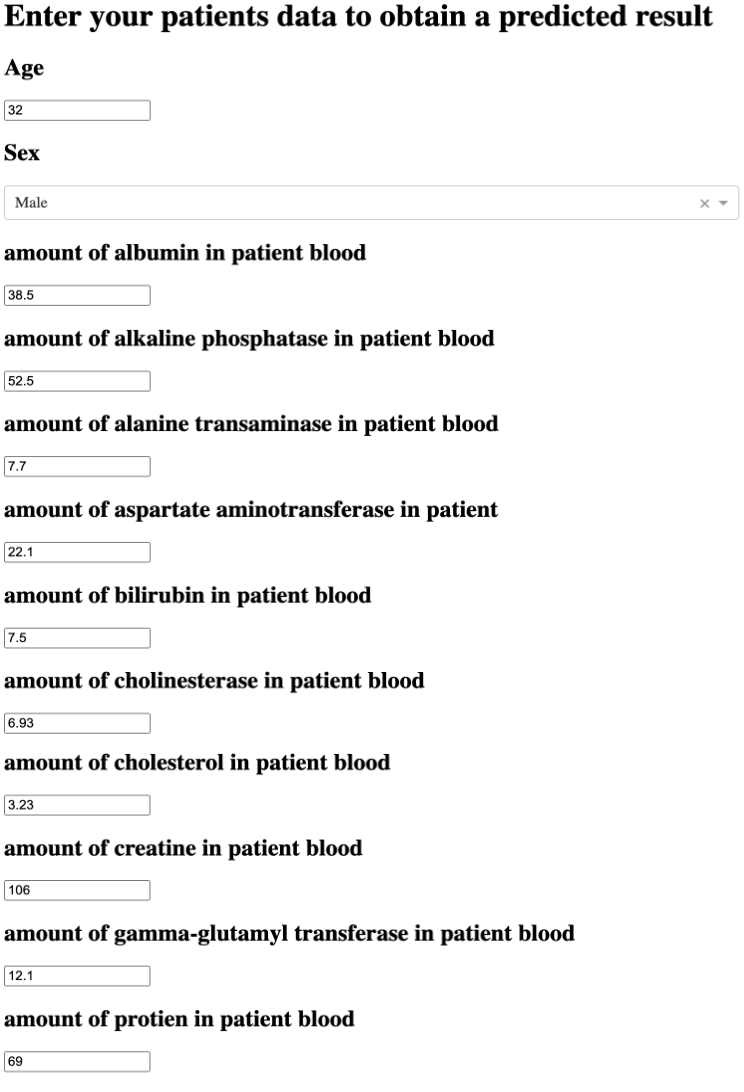 Enter your patients data to obtain a predicted result
Age
32
Sex
Male
amount of albumin in patient blood
38.5
amount of alkaline phosphatase in patient blood
52.5
amount of alanine transaminase in patient blood
7.7
amount of aspartate aminotransferase in patient
22.1
amount of bilirubin in patient blood
7.5
amount of cholinesterase in patient blood
6.93
amount of cholesterol in patient blood
3.23
amount of creatine in patient blood
106
amount of gamma-glutamyl transferase in patient blood
12.1
amount of protien in patient blood
69